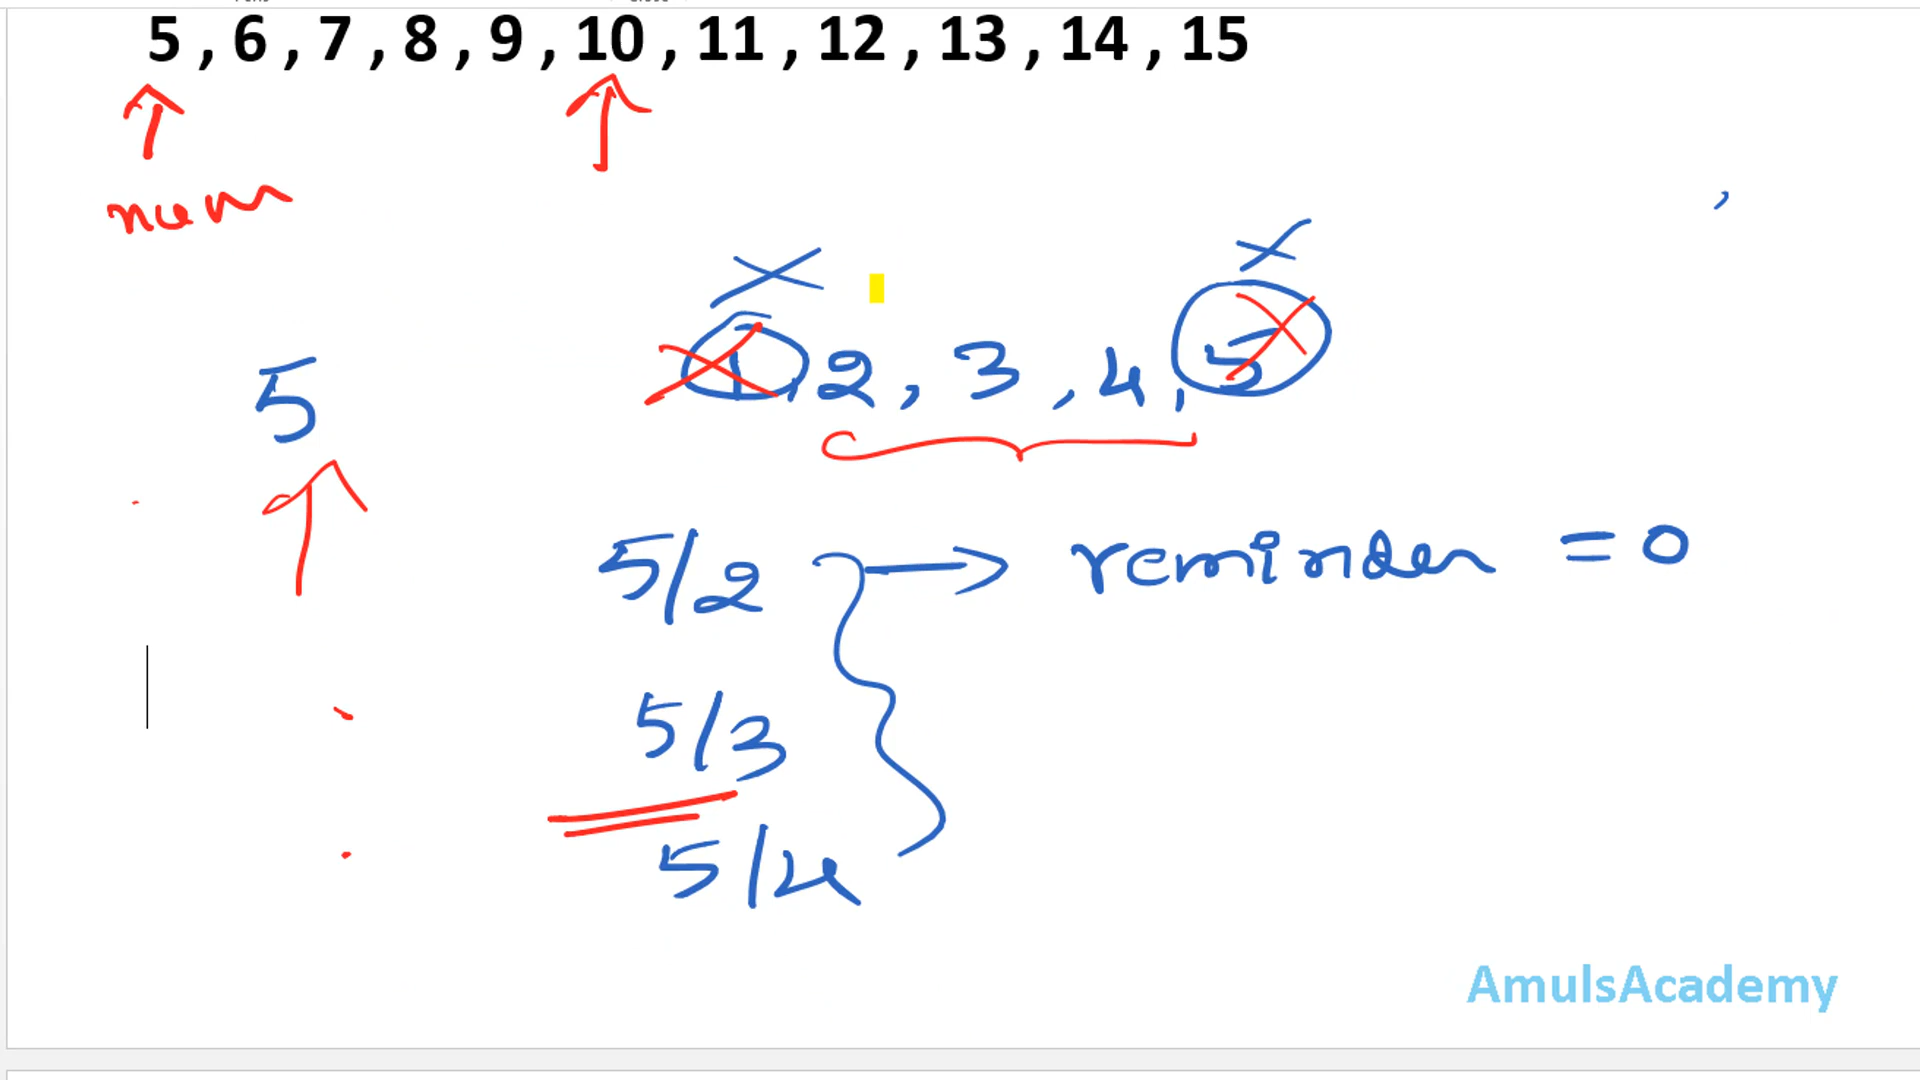 5 , 6 , 7 , 8 , 9 , 10 , 11 , 12 , 13 , 14 , 15
num
1, 2, 3, 4, 5
5
5/2 → reminder = 0
5/3
5/4
AmulsAcademy